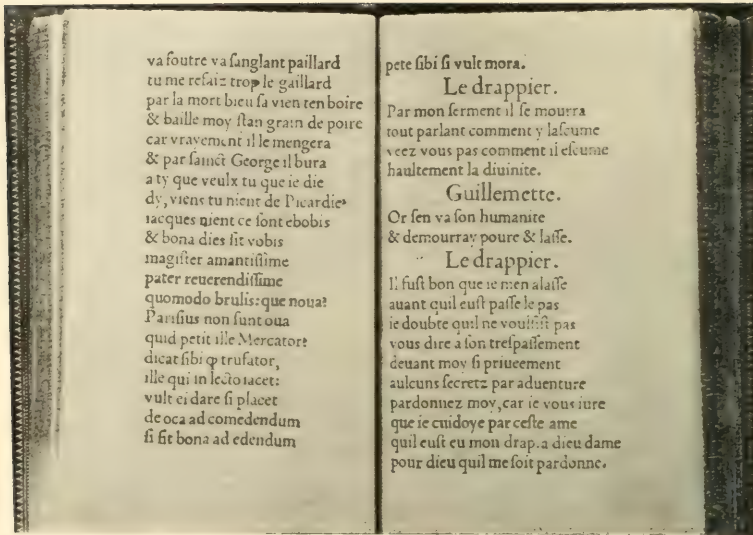 va foutre va ſanglant paillard
tu me refaiz trop le gaillard
par la mort bieu ſa vien ten boire
& baille moy ſtan grain de poire
car vrayement il le mengera
& par ſainct George il bura
a ty que veulx tu que ie die
dy, viens tu nient de Picardie?
iacques nient ce ſont ebobis
& bona dies ſit vobis
magiſter amantiſſime
pater reuerendiſſime
quomodo brulis: que noua?
Pariſius non ſunt oua
quid petit ille Mercator?
dicat ſibi ꝙ trufator,
ille qui in lecto iacet:
vult ei dare ſi placet
de oca ad comedendum
ſi ſit bona ad edendum
pete ſibi ſi vult mora.
Le drappier.
Par mon ſerment il ſe mourra
tout parlant comment y laſcume
veez vous pas comment il eſcume
haultement la diuinite.
Guillemette.
Or ſen va ſon humanite
& demourray poure & laſſe.
Le drappier.
Il fuſt bon que ie men alaſſe
auant quil euſt paſſe le pas
ie doubte quil ne voulſiſt pas
vous dire a ſon treſpaſſement
deuant moy ſi priueement
aulcuns ſecretz par aduenture
pardonnez moy, car ie vous iure
que ie cuidoye par ceſte ame
quil euſt eu mon drap. a dieu dame
pour dieu quil me ſoit pardonne.